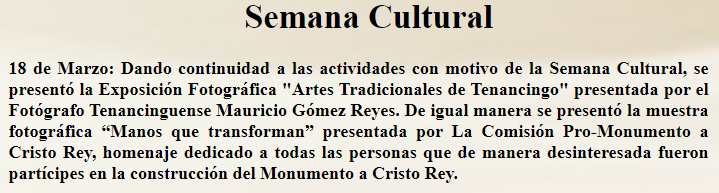 Semana Cultural
18 de Marzo: Dando continuidad a las actividades con motivo de la Semana Cultural, se
presentó la Exposición Fotográfica "Artes Tradicionales de Tenancingo" presentada por el
Fotógrafo Tenancinguense Mauricio Gómez Reyes. De igual manera se presentó la muestra
fotográfica “Manos que transforman” presentada por La Comisión Pro-Monumento a
Cristo Rey, homenaje dedicado a todas las personas que de manera desinteresada fueron
partícipes en la construcción del Monumento a Cristo Rey.